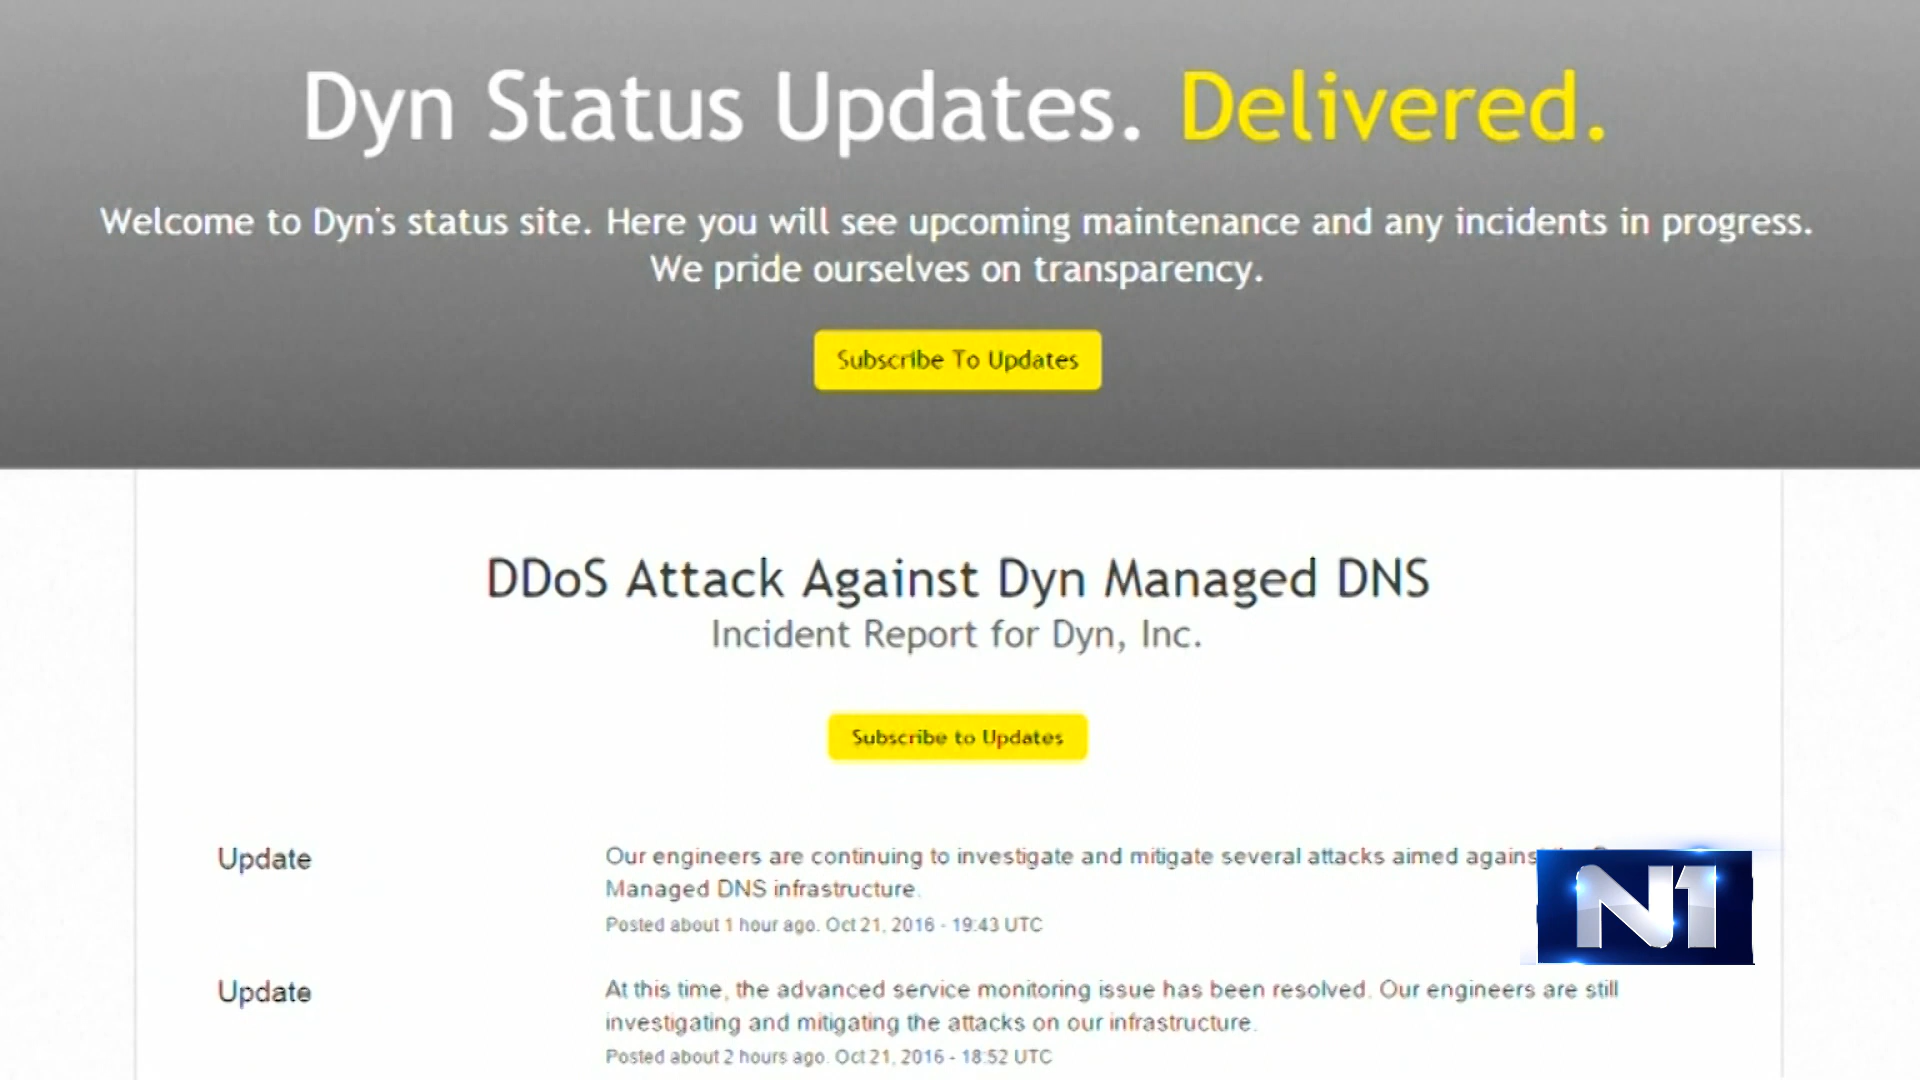 Dyn Status Updates. Delivered.
Welcome to Dyn's status site. Here you will see upcoming maintenance and any incidents in progress.
We pride ourselves on transparency.
Subscribe To Updates
DDoS Attack Against Dyn Managed DNS
Incident Report for Dyn, Inc.
Subscribe to Updates
Update
Our engineers are continuing to investigate and mitigate several attacks aimed agains
Managed DNS infrastructure.
Posted about 1 hour ago. Oct 21, 2016 - 19:43 UTC
N1
Update
At this time, the advanced service monitoring issue has been resolved. Our engineers are still
investigating and mitigating the attacks on our infrastructure.
Posted about 2 hours ago. Oct 21, 2016 - 18:52 UTC